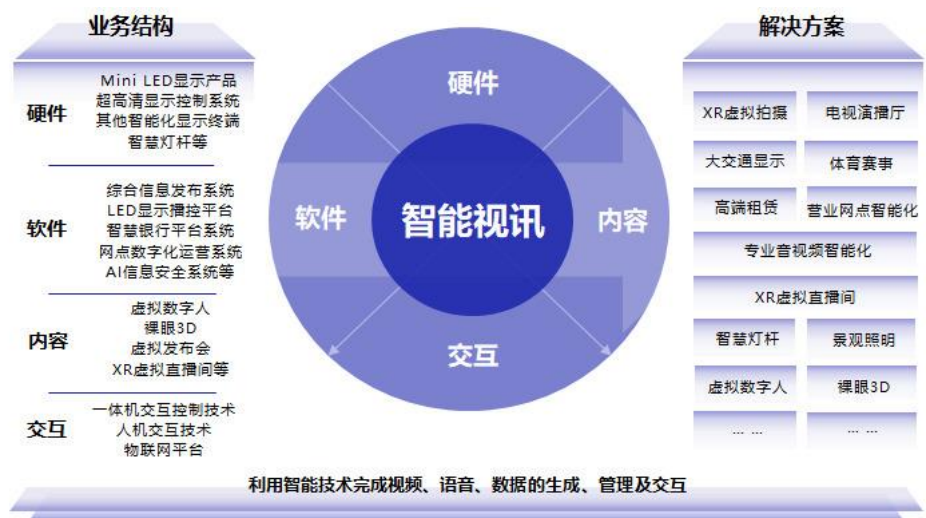 业务结构
硬件
Mini LED显示产品
超高清显示控制系统
其他智能化显示终端
智慧灯杆等
软件
综合信息发布系统
LED显示播控平台
智慧银行平台系统
网点数字化运营系统
AI信息安全系统等
内容
虚拟数字人
裸眼3D
虚拟发布会
XR虚拟直播间等
交互
一体机交互控制技术
人机交互技术
物联网平台
硬件
软件
智能视讯
内容
交互
解决方案
XR虚拟拍摄
电视演播厅
大交通显示
体育赛事
高端租赁
营业网点智能化
专业音视频智能化
XR虚拟直播间
智慧灯杆
景观照明
虚拟数字人
裸眼3D
... ...
... ...
利用智能技术完成视频、语音、数据的生成、管理及交互